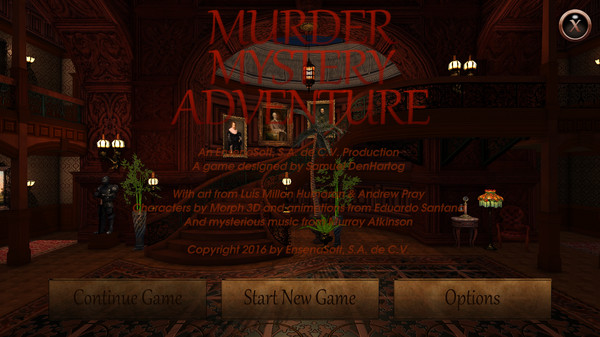 MURDER
MYSTERY
ADVENTURE
An EnsenaSoft, S.A. de C.V. Production
A game designed by Samuel DenHartog
With art from Luis Millan Hurtado & Andrew Pray
Characters by Morph 3D and animations from Eduardo Santana
And mysterious music from Murray Atkinson
Copyright 2016 by EnsenaSoft, S.A. de C.V.
Continue Game
Start New Game
Options
X